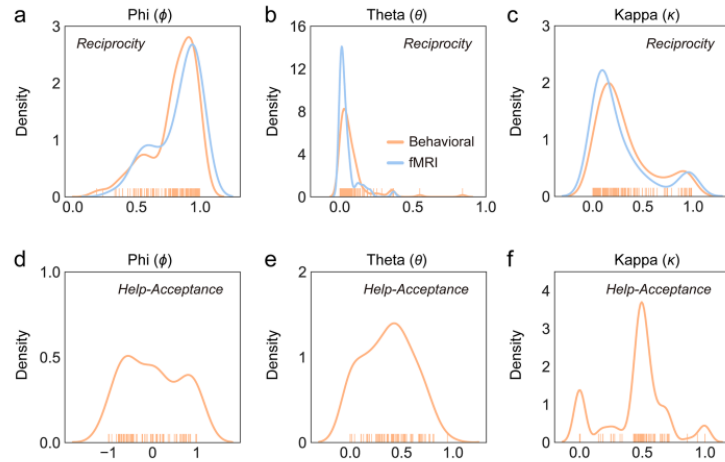 a
Phi (ϕ)
Reciprocity
Density
3
2
1
0
0.0
0.5
1.0
b
Theta (θ)
Reciprocity
Density
16
12
8
4
0
0.0
0.5
1.0
Behavioral
fMRI
c
Kappa (κ)
Reciprocity
Density
3
2
1
0
0.0
0.5
1.0
d
Phi (ϕ)
Help-Acceptance
Density
1.0
0.5
0.0
−1
0
1
e
Theta (θ)
Help-Acceptance
Density
2
1
0
0.0
0.5
1.0
f
Kappa (κ)
Help-Acceptance
Density
4
3
2
1
0
0.0
0.5
1.0